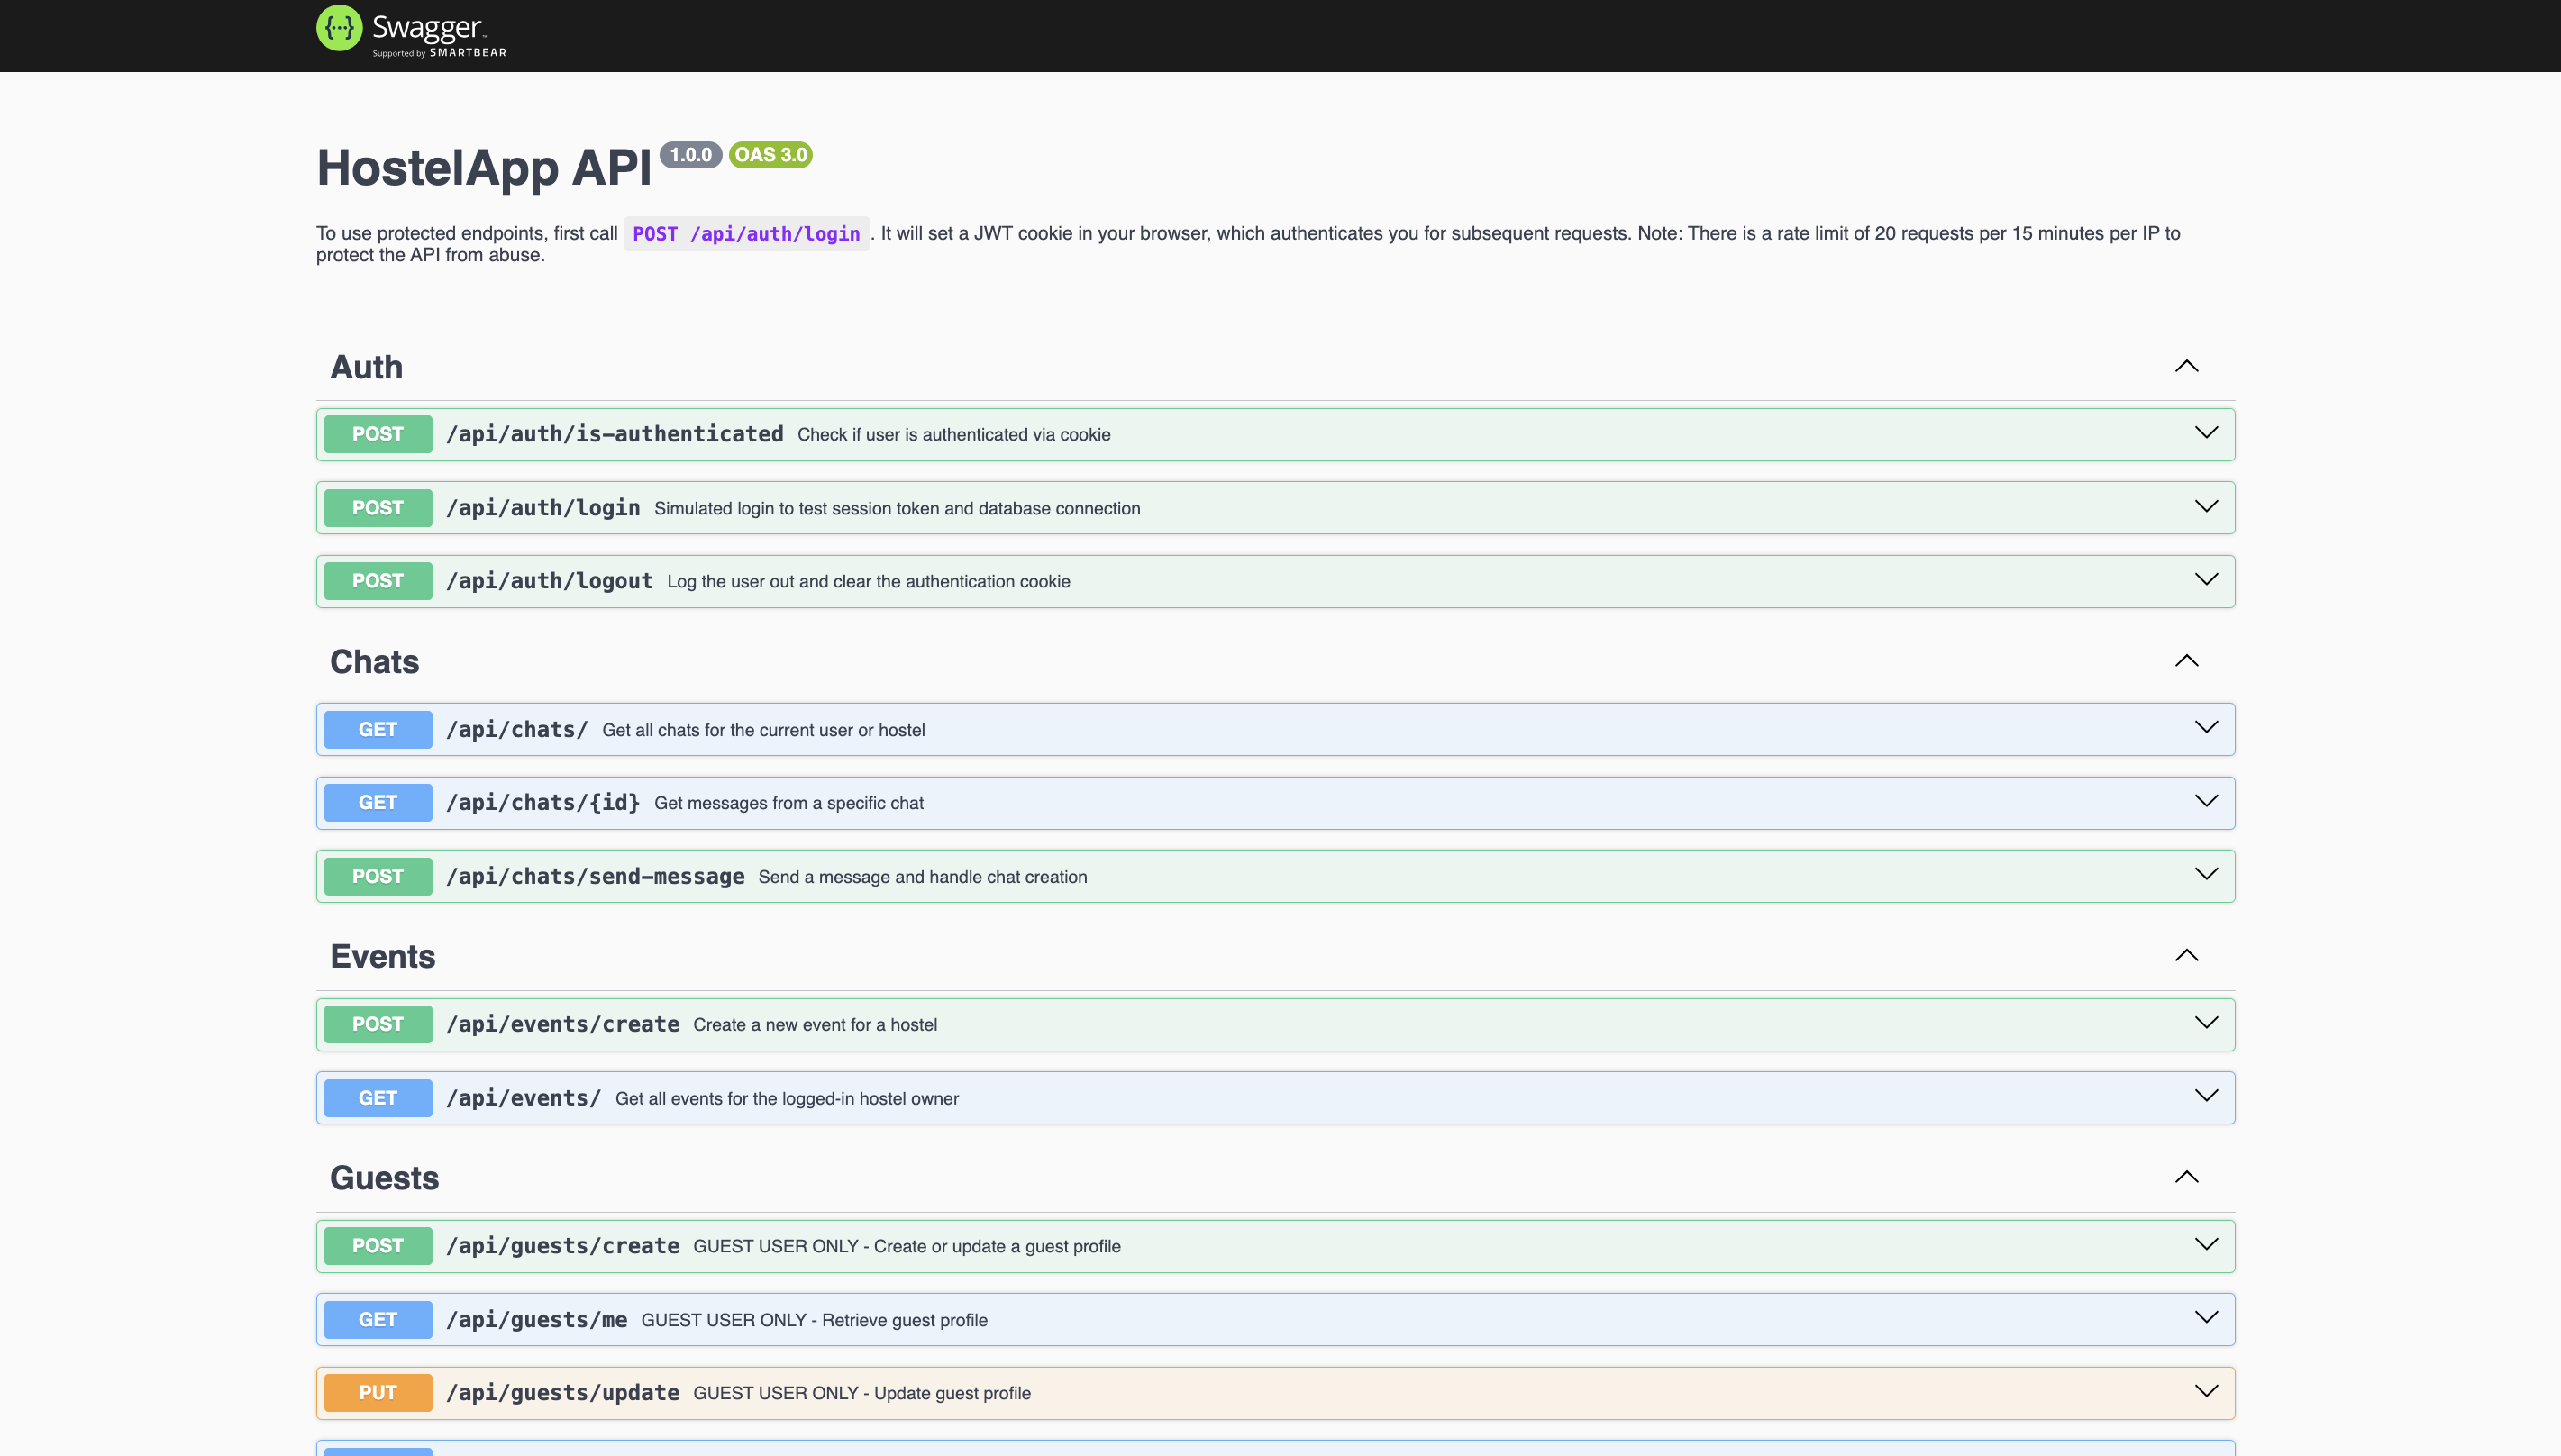 {···} Swagger™
Supported by SMARTBEAR
HostelApp API 1.0.0 OAS 3.0
To use protected endpoints, first call POST /api/auth/login . It will set a JWT cookie in your browser, which authenticates you for subsequent requests. Note: There is a rate limit of 20 requests per 15 minutes per IP to
protect the API from abuse.
Auth
POST /api/auth/is-authenticated Check if user is authenticated via cookie
POST /api/auth/login Simulated login to test session token and database connection
POST /api/auth/logout Log the user out and clear the authentication cookie
Chats
GET /api/chats/ Get all chats for the current user or hostel
GET /api/chats/{id} Get messages from a specific chat
POST /api/chats/send-message Send a message and handle chat creation
Events
POST /api/events/create Create a new event for a hostel
GET /api/events/ Get all events for the logged-in hostel owner
Guests
POST /api/guests/create GUEST USER ONLY - Create or update a guest profile
GET /api/guests/me GUEST USER ONLY - Retrieve guest profile
PUT /api/guests/update GUEST USER ONLY - Update guest profile